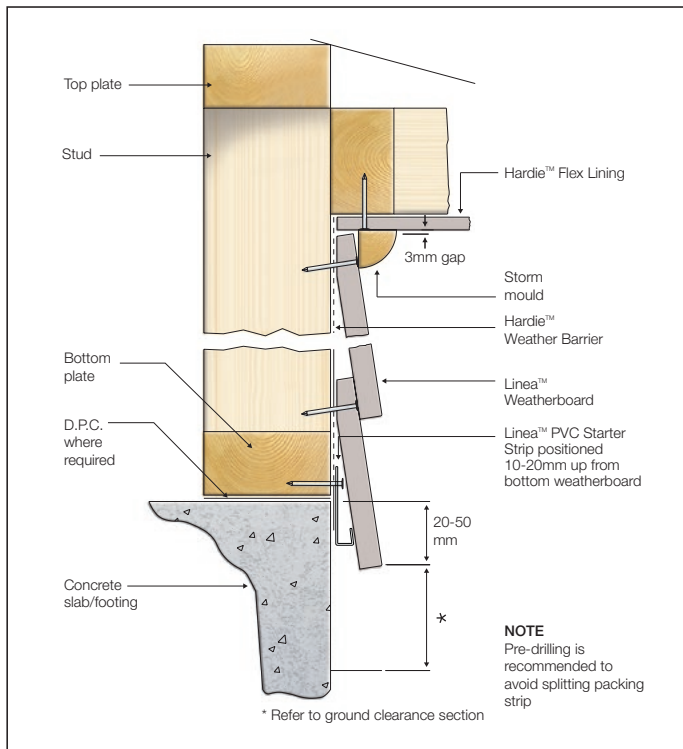 Top plate
Stud
Hardie™ Flex Lining
3mm gap
Storm
mould
Hardie™
Weather Barrier
Bottom
plate
Linea™
Weatherboard
D.P.C.
where
required
Linea™ PVC Starter
Strip positioned
10-20mm up from
bottom weatherboard
20-50
mm
Concrete
slab/footing
*
NOTE
Pre-drilling is
recommended to
avoid splitting packing
strip
* Refer to ground clearance section